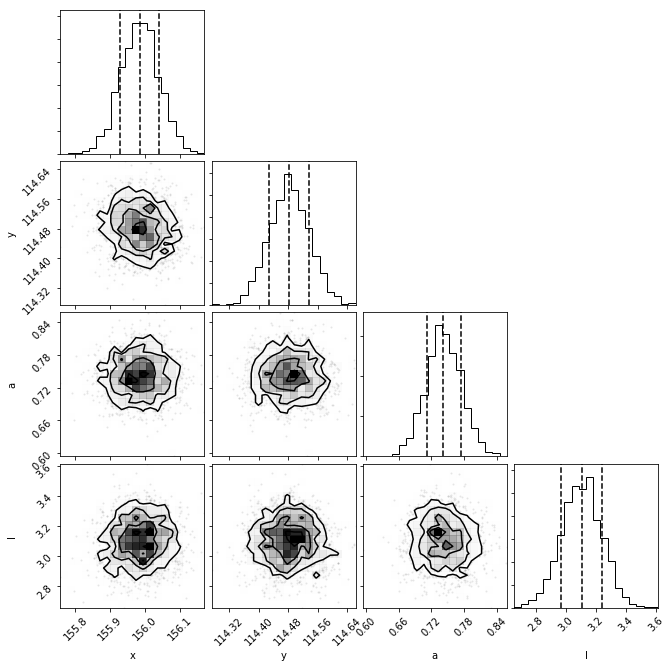 114.64
114.56
114.48
114.40
114.32
y
0.84
0.78
0.72
0.66
0.60
a
3.6
3.4
3.2
3.0
2.8
l
155.8 155.9 156.0 156.1
x
114.32 114.40 114.48 114.56 114.64
y
0.60 0.66 0.72 0.78 0.84
a
2.8 3.0 3.2 3.4 3.6
l